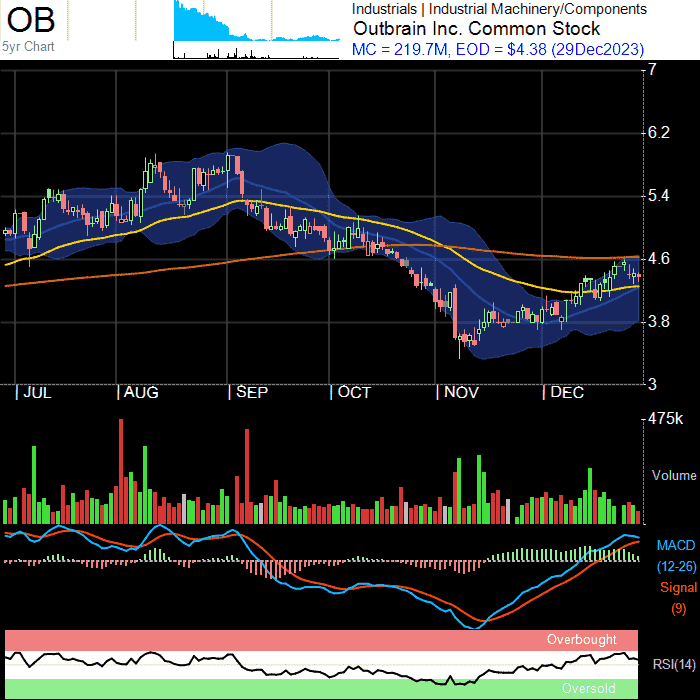 OB
5yr Chart
Industrials | Industrial Machinery/Components
Outbrain Inc. Common Stock
MC = 219.7M, EOD = $4.38 (29Dec2023)
7
6.2
5.4
4.6
3.8
3
JUL AUG SEP OCT NOV DEC
475k
Volume
MACD
(12-26)
Signal
(9)
Overbought
RSI(14)
Oversold